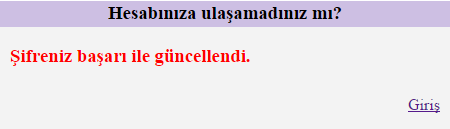 Hesabınıza ulaşamadınız mı?
Şifreniz başarı ile güncellendi.
Giriş